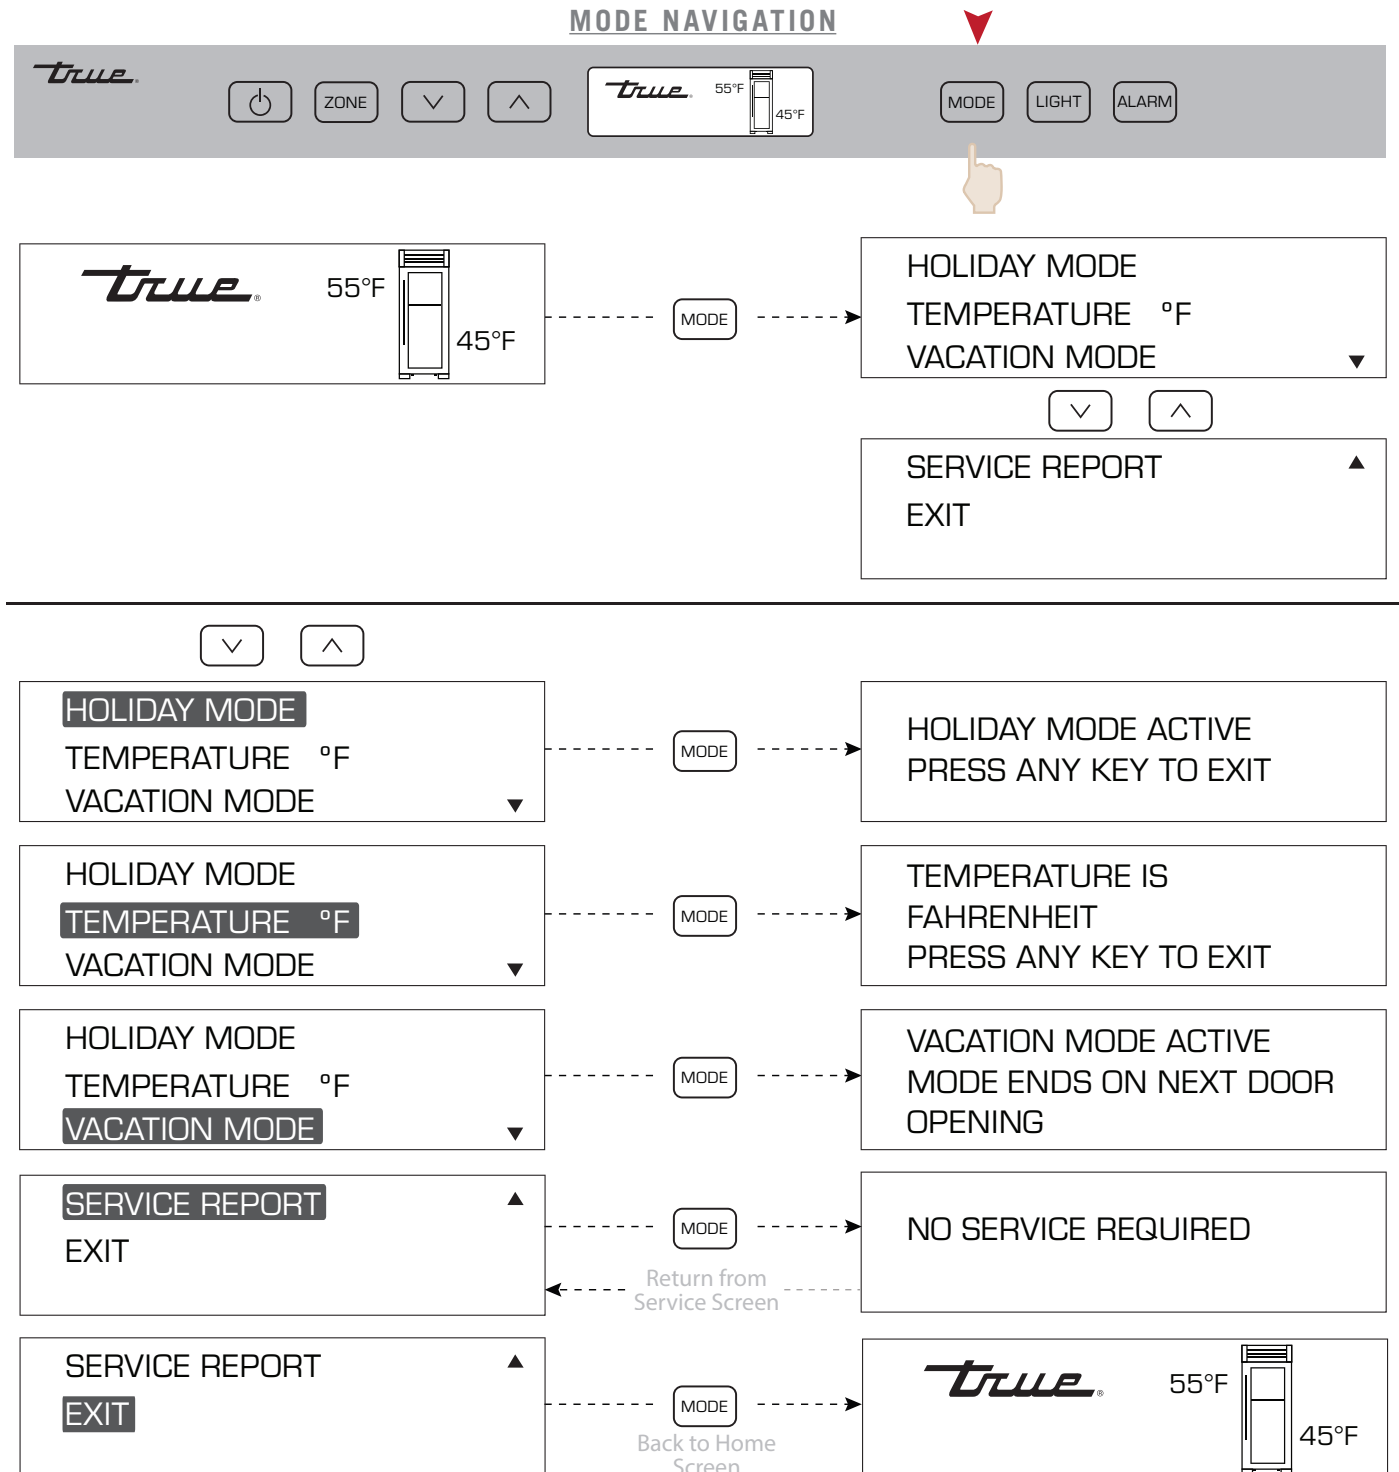 MODE NAVIGATION
true®
ZONE
true®
55°F
45°F
MODE
LIGHT
ALARM
true®
55°F
45°F
MODE
HOLIDAY MODE
TEMPERATURE °F
VACATION MODE
SERVICE REPORT
EXIT
HOLIDAY MODE
TEMPERATURE °F
VACATION MODE
MODE
HOLIDAY MODE ACTIVE
PRESS ANY KEY TO EXIT
HOLIDAY MODE
TEMPERATURE °F
VACATION MODE
MODE
TEMPERATURE IS
FAHRENHEIT
PRESS ANY KEY TO EXIT
HOLIDAY MODE
TEMPERATURE °F
VACATION MODE
MODE
VACATION MODE ACTIVE
MODE ENDS ON NEXT DOOR
OPENING
SERVICE REPORT
EXIT
MODE
Return from
Service Screen
NO SERVICE REQUIRED
SERVICE REPORT
EXIT
MODE
Back to Home
Screen
true®
55°F
45°F